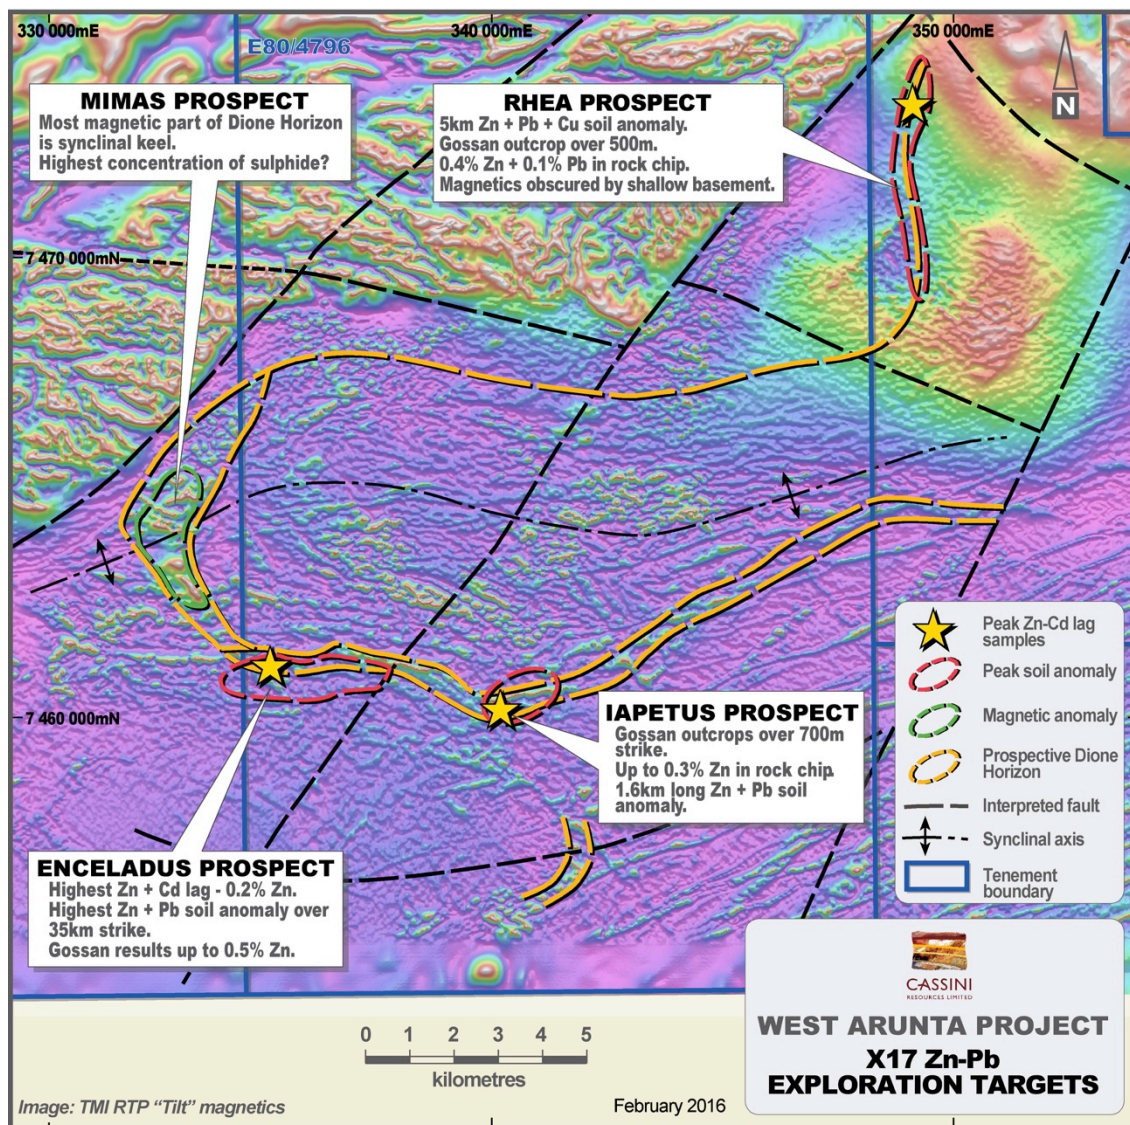 330 000mE
340 000mE
350 000mE
E80/4796
N
MIMAS PROSPECT
Most magnetic part of Dione Horizon
is synclinal keel.
Highest concentration of sulphide?
RHEA PROSPECT
5km Zn + Pb + Cu soil anomaly.
Gossan outcrop over 500m.
0.4% Zn + 0.1% Pb in rock chip.
Magnetics obscured by shallow basement.
7 470 000mN
7 460 000mN
IAPETUS PROSPECT
Gossan outcrops over 700m
strike.
Up to 0.3% Zn in rock chip.
1.6km long Zn + Pb soil
anomaly.
ENCELADUS PROSPECT
Highest Zn + Cd lag - 0.2% Zn.
Highest Zn + Pb soil anomaly over
35km strike.
Gossan results up to 0.5% Zn.
Peak Zn-Cd lag
samples
Peak soil anomaly
Magnetic anomaly
Prospective Dione
Horizon
Interpreted fault
Synclinal axis
Tenement
boundary
CASSINI
RESOURCES LIMITED
WEST ARUNTA PROJECT
X17 Zn-Pb
EXPLORATION TARGETS
0 1 2 3 4 5
kilometres
Image: TMI RTP “Tilt” magnetics
February 2016